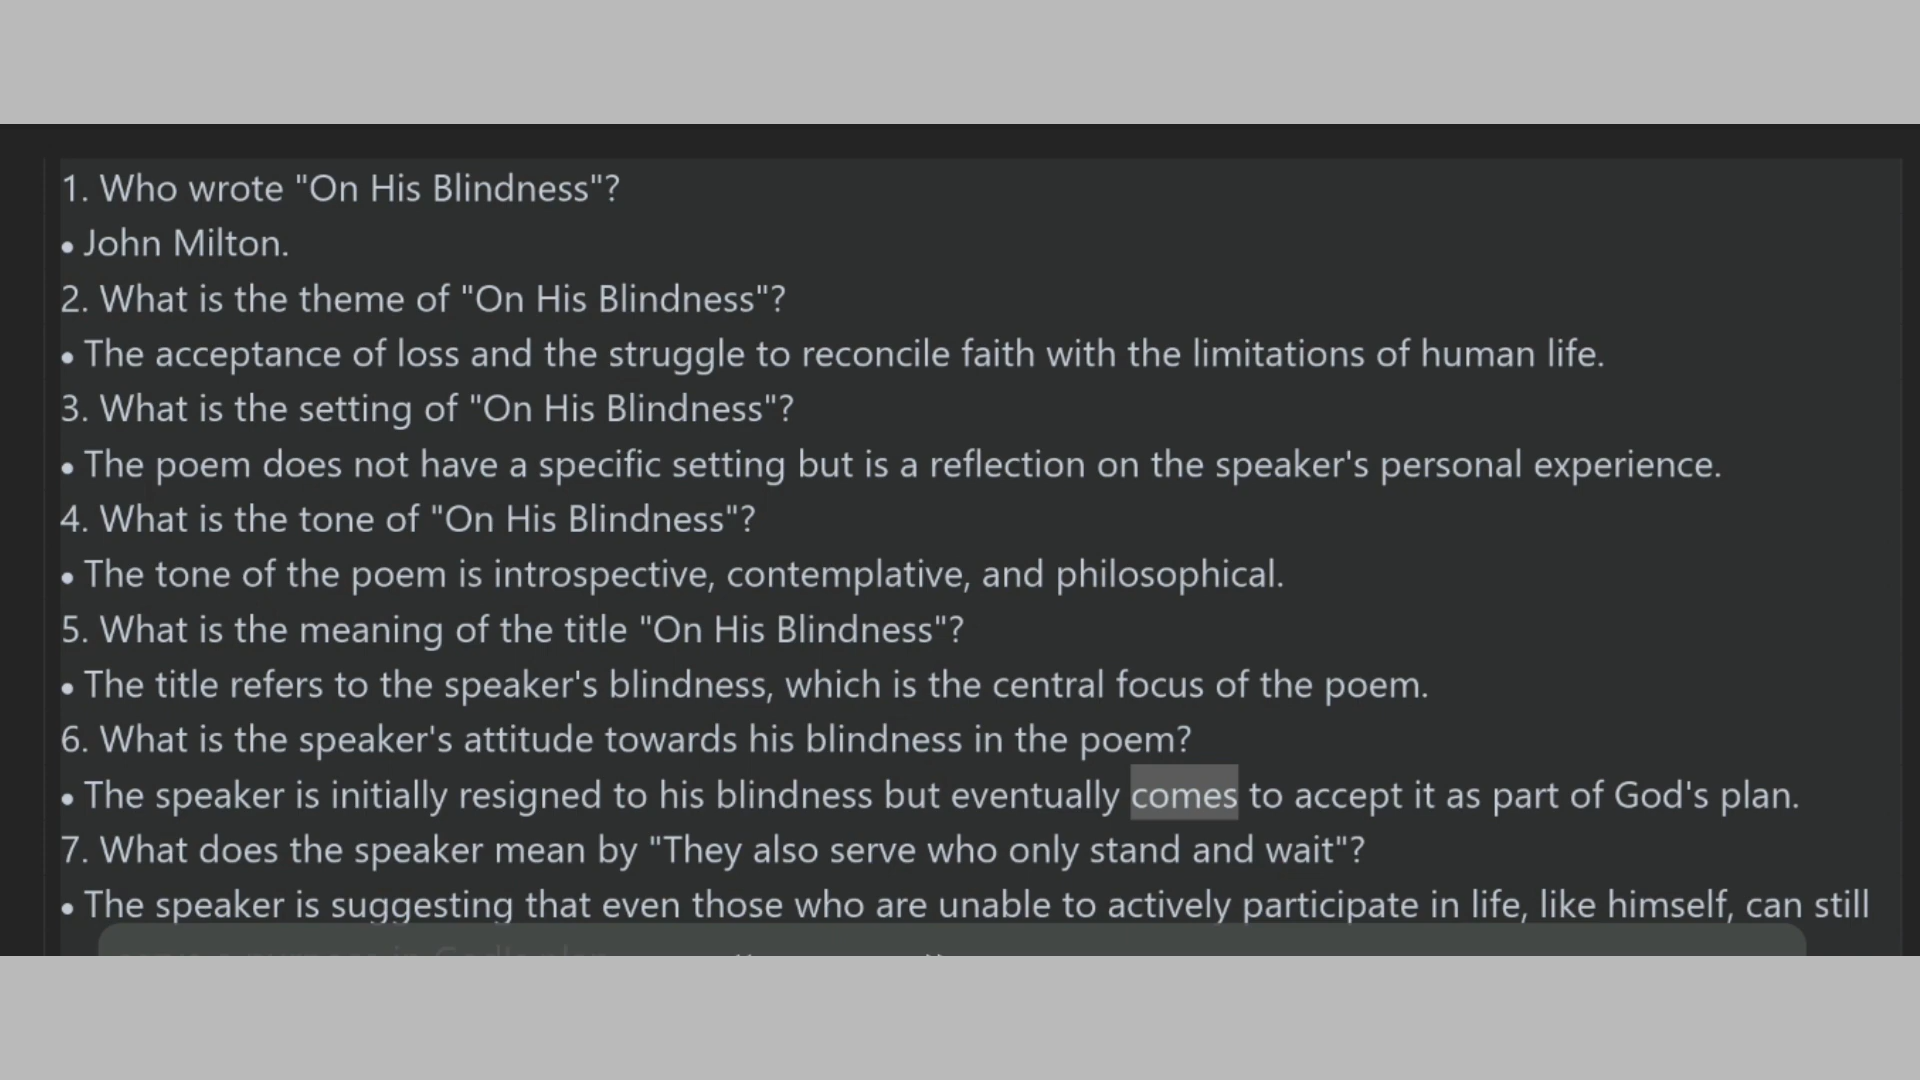 1. Who wrote "On His Blindness"?
• John Milton.
2. What is the theme of "On His Blindness"?
• The acceptance of loss and the struggle to reconcile faith with the limitations of human life.
3. What is the setting of "On His Blindness"?
• The poem does not have a specific setting but is a reflection on the speaker's personal experience.
4. What is the tone of "On His Blindness"?
• The tone of the poem is introspective, contemplative, and philosophical.
5. What is the meaning of the title "On His Blindness"?
• The title refers to the speaker's blindness, which is the central focus of the poem.
6. What is the speaker's attitude towards his blindness in the poem?
• The speaker is initially resigned to his blindness but eventually comes to accept it as part of God's plan.
7. What does the speaker mean by "They also serve who only stand and wait"?
• The speaker is suggesting that even those who are unable to actively participate in life, like himself, can still